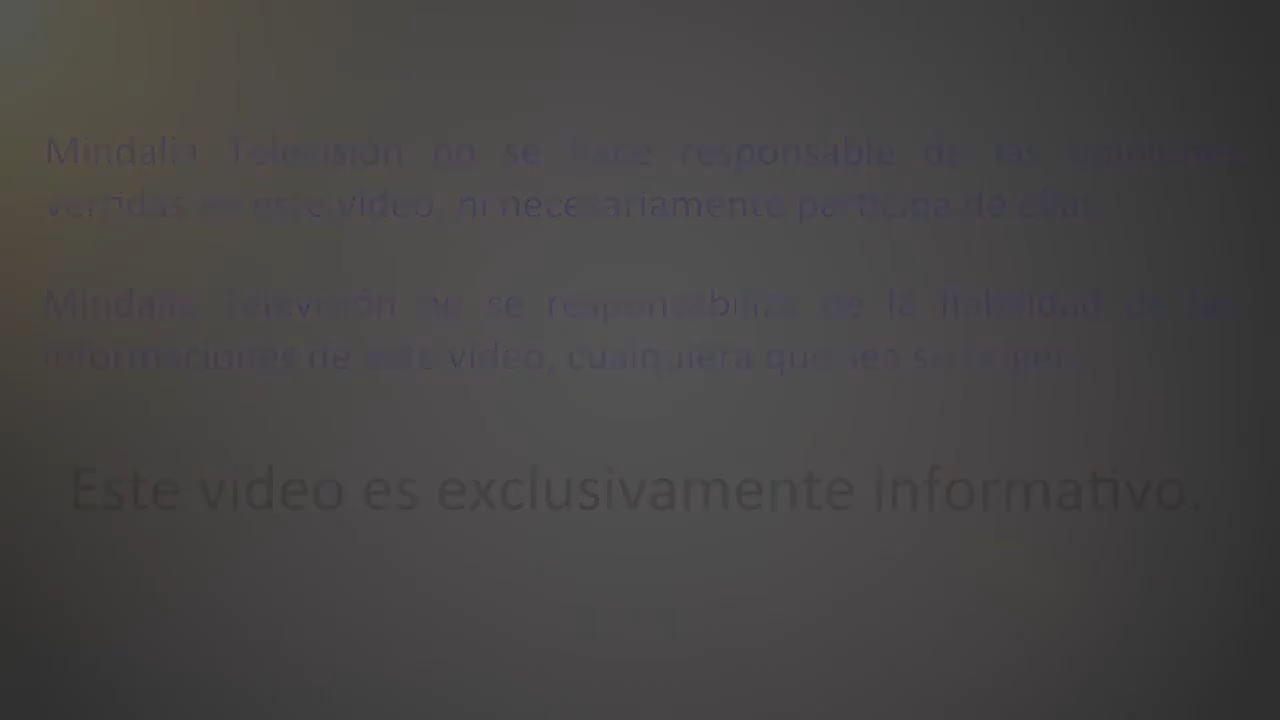 Mindalia Televisión no se hace responsable de las opiniones
vertidas en este video, ni necesariamente participa de ellas.
Mindalia Televisión no se responsabiliza de la fiabilidad de las
informaciones de este video, cualquiera que sea su origen.
Este video es exclusivamente informativo.